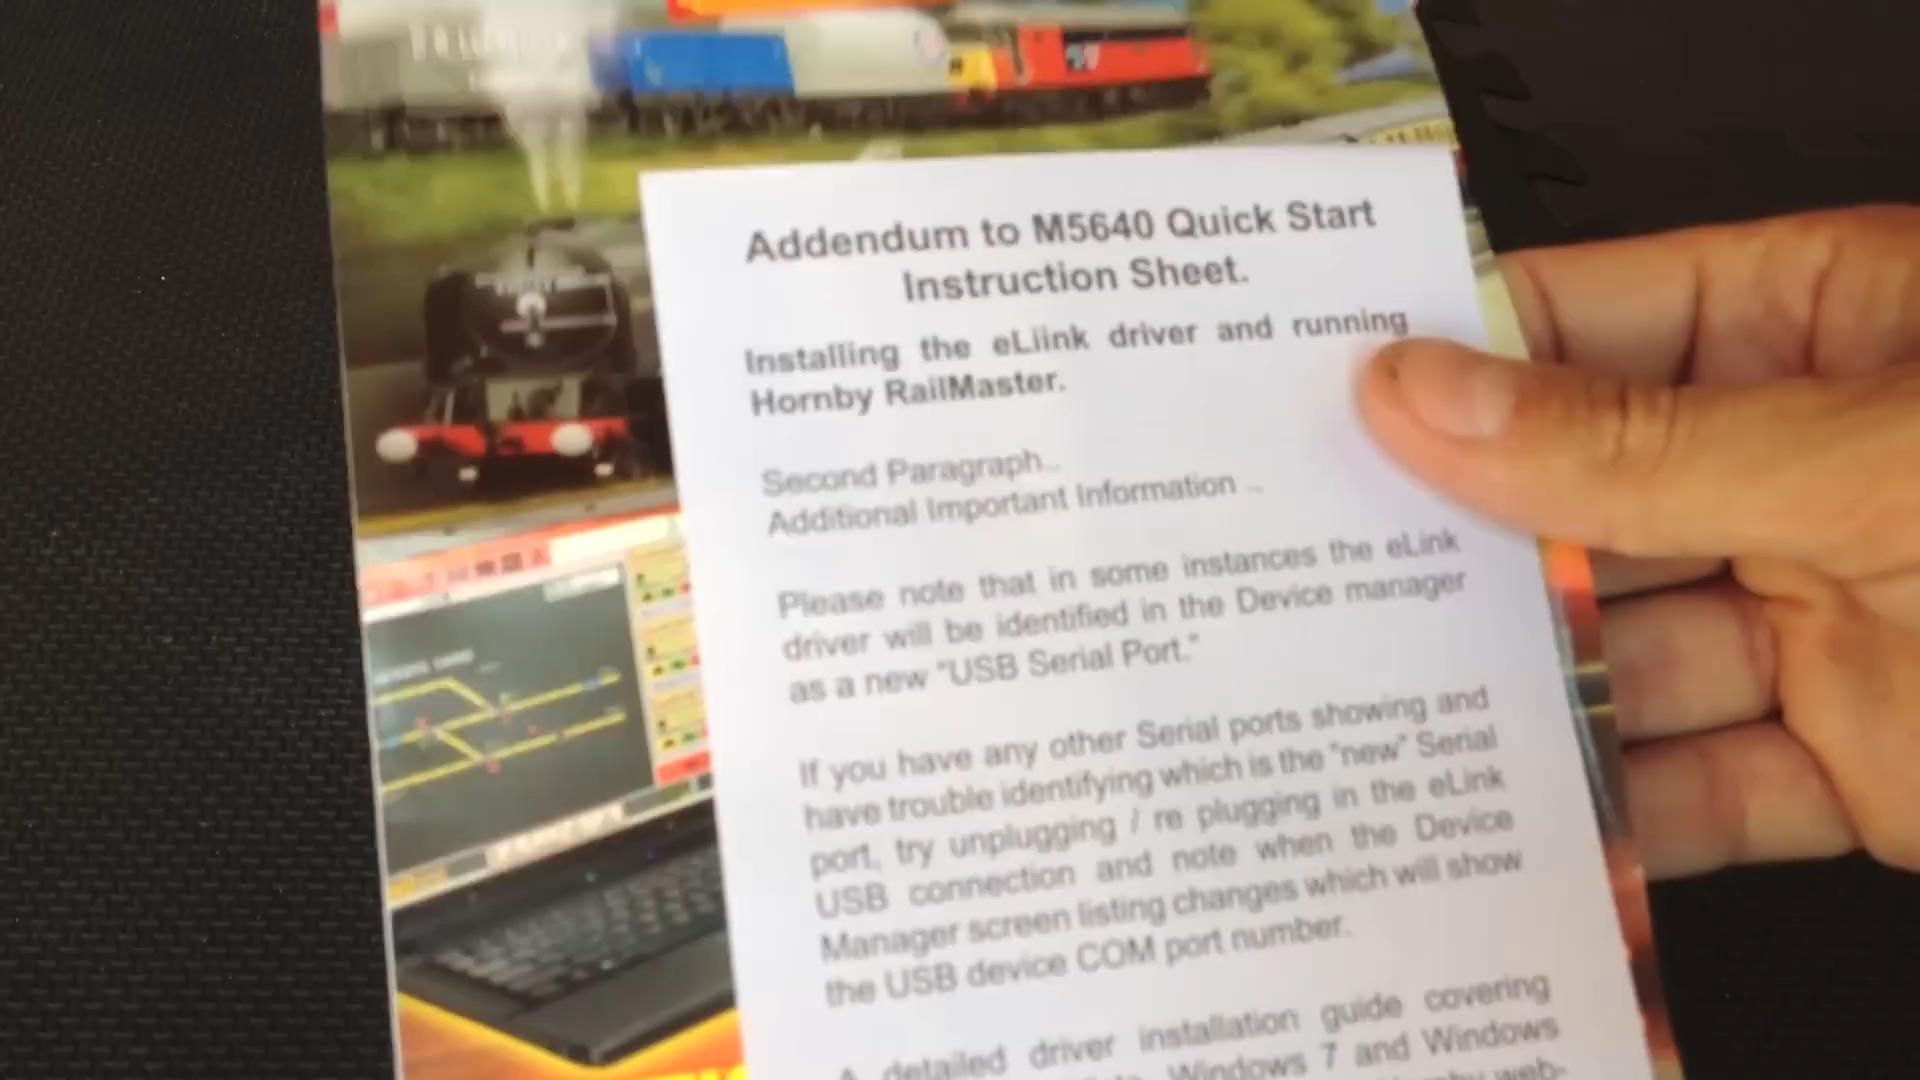 Addendum to M5640 Quick Start
Instruction Sheet.
Installing the eLiink driver and running
Hornby RailMaster.
Second Paragraph..
Additional Important Information ..
Please note that in some instances the eLink
driver will be identified in the Device manager
as a new "USB Serial Port."
If you have any other Serial ports showing and
have trouble identifying which is the "new" Serial
port, try unplugging / re plugging in the eLink
USB connection and note when the Device
Manager screen listing changes which will show
the USB device COM port number.
A detailed driver installation guide covering
Windows 7 and Windows
web-